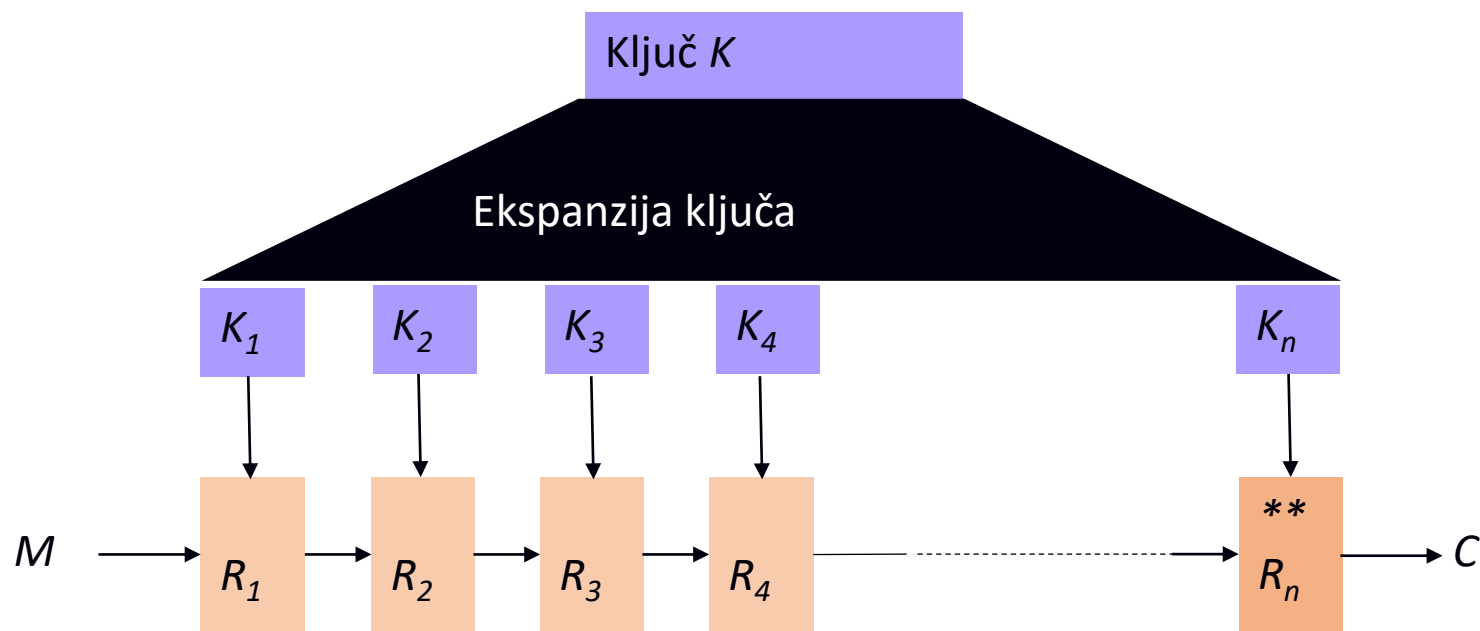 Ključ K
Ekspanzija ključa
K₁ K₂ K₃ K₄ Kₙ
**
M R₁ R₂ R₃ R₄ Rₙ C